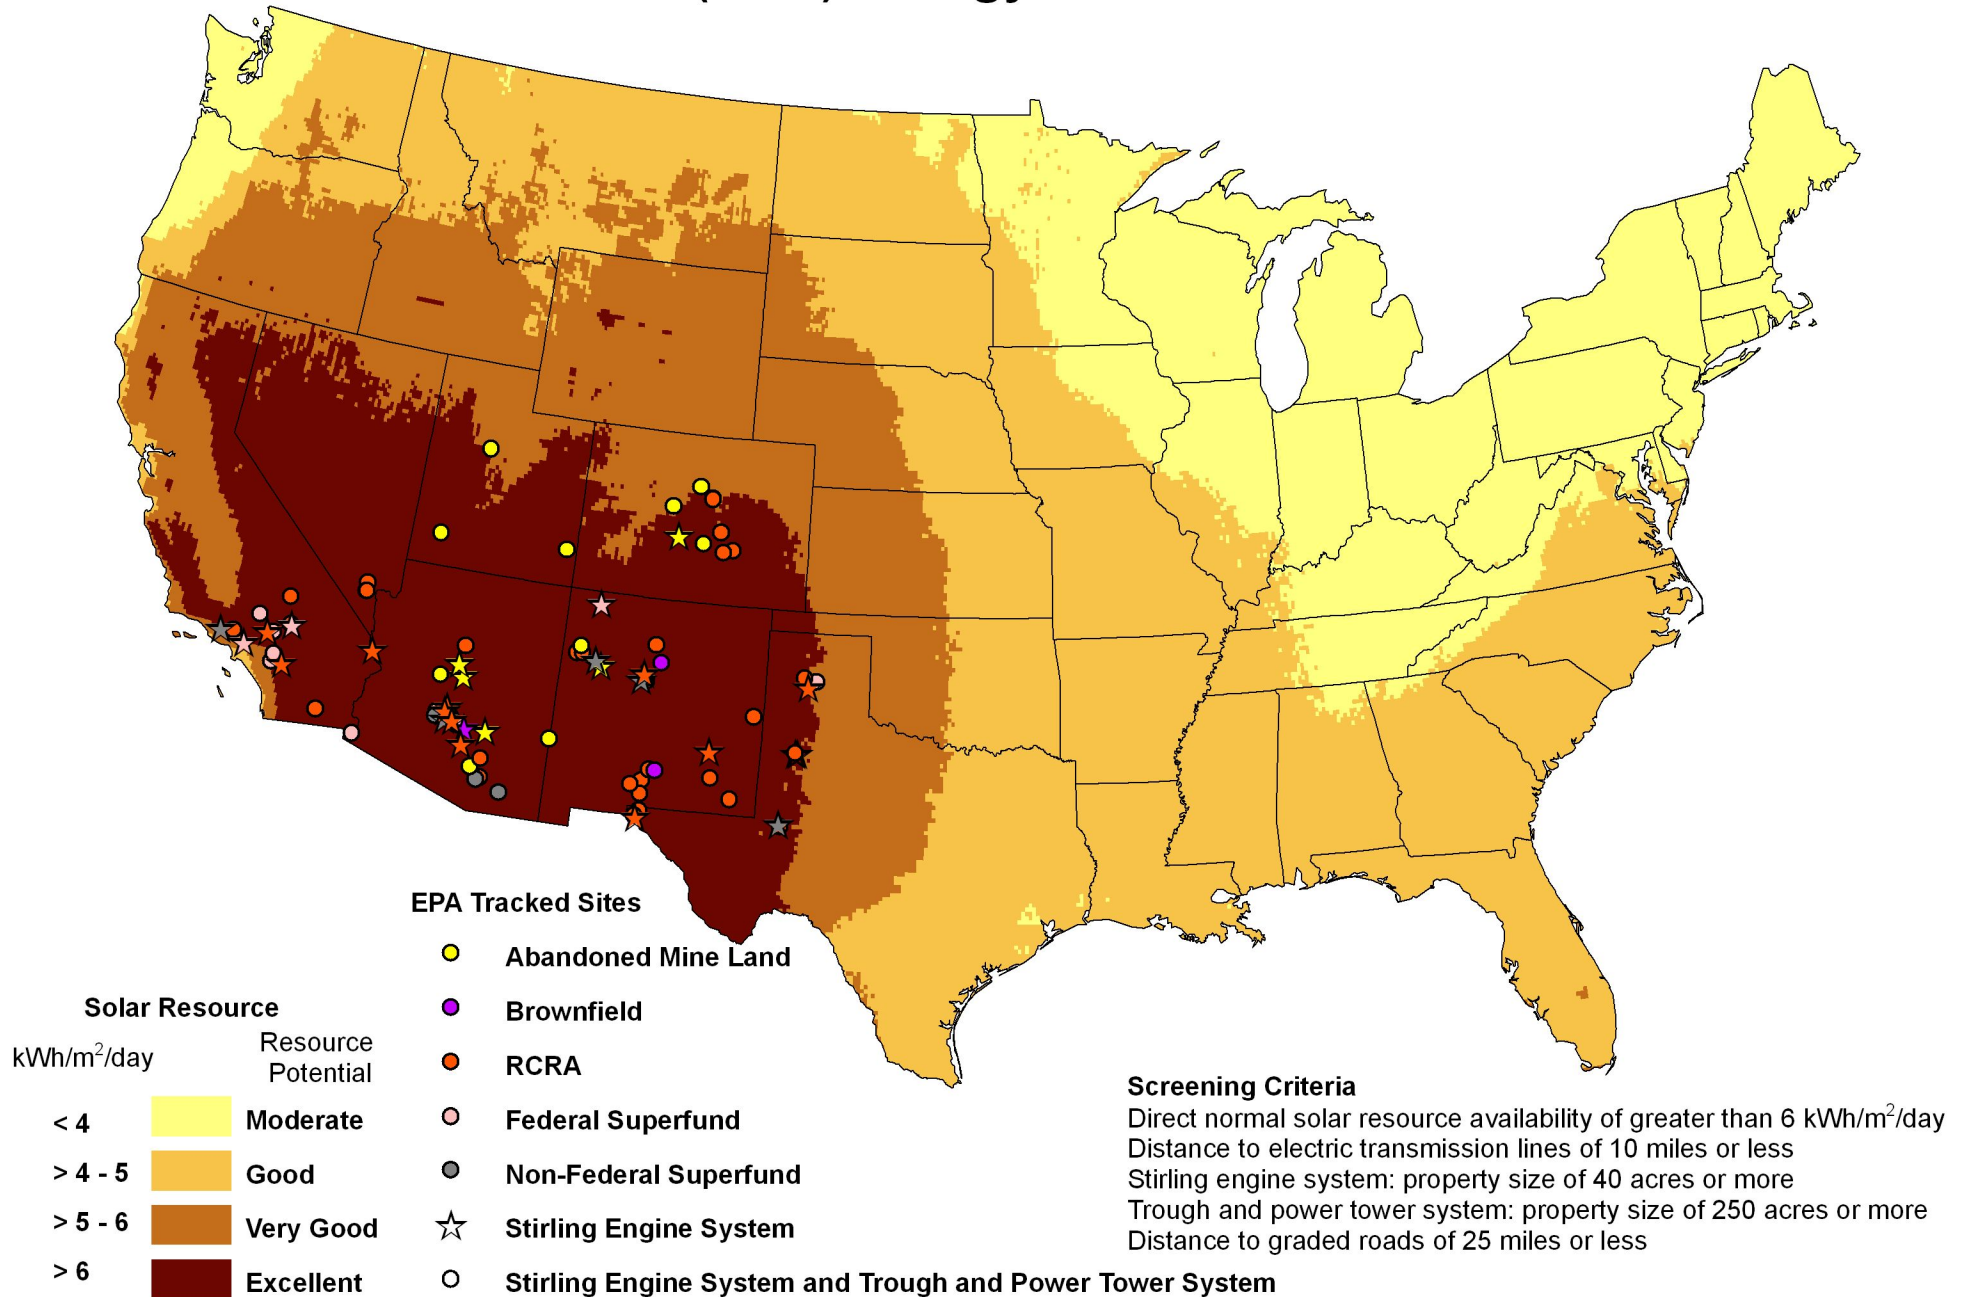 EPA Tracked Sites
Abandoned Mine Land
Brownfield
RCRA
Federal Superfund
Non-Federal Superfund
Stirling Engine System
Stirling Engine System and Trough and Power Tower System
Solar Resource
kWh/m²/day
Resource
Potential
< 4 Moderate
> 4 - 5 Good
> 5 - 6 Very Good
> 6 Excellent
Screening Criteria
Direct normal solar resource availability of greater than 6 kWh/m²/day
Distance to electric transmission lines of 10 miles or less
Stirling engine system: property size of 40 acres or more
Trough and power tower system: property size of 250 acres or more
Distance to graded roads of 25 miles or less